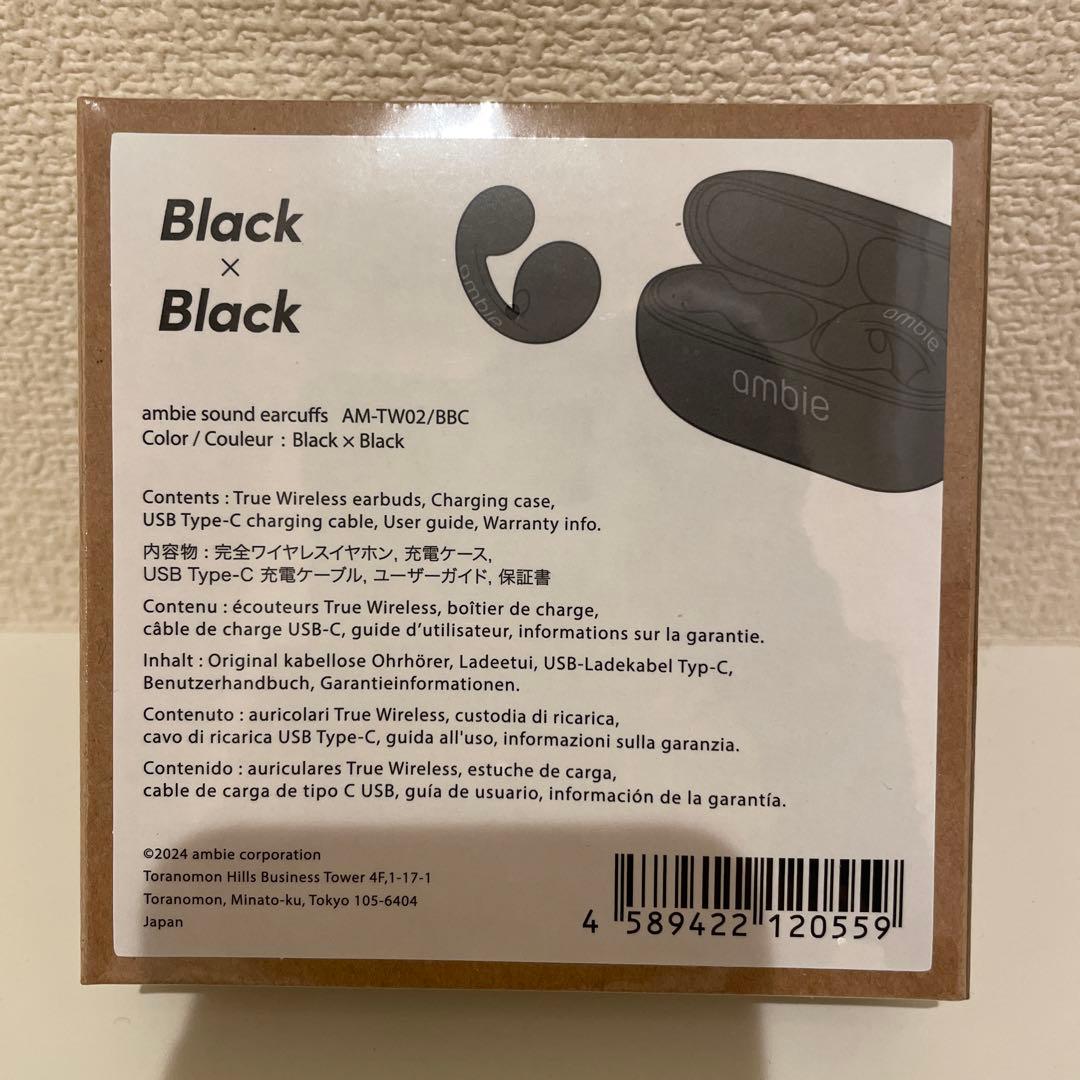 Black
×
Black
ambie
ambie
ambie
ambie sound earcuffs AM-TW02/BBC
Color / Couleur : Black × Black
Contents : True Wireless earbuds, Charging case,
USB Type-C charging cable, User guide, Warranty info.
内容物 : 完全ワイヤレスイヤホン, 充電ケース,
USB Type-C 充電ケーブル, ユーザーガイド, 保証書
Contenu : écouteurs True Wireless, boîtier de charge,
câble de charge USB-C, guide d’utilisateur, informations sur la garantie.
Inhalt : Original kabellose Ohrhörer, Ladeetui, USB-Ladekabel Typ-C,
Benutzerhandbuch, Garantieinformationen.
Contenuto : auricolari True Wireless, custodia di ricarica,
cavo di ricarica USB Type-C, guida all'uso, informazioni sulla garanzia.
Contenido : auriculares True Wireless, estuche de carga,
cable de carga de tipo C USB, guía de usuario, información de la garantía.
©2024 ambie corporation
Toranomon Hills Business Tower 4F,1-17-1
Toranomon, Minato-ku, Tokyo 105-6404
Japan
4 589422 120559